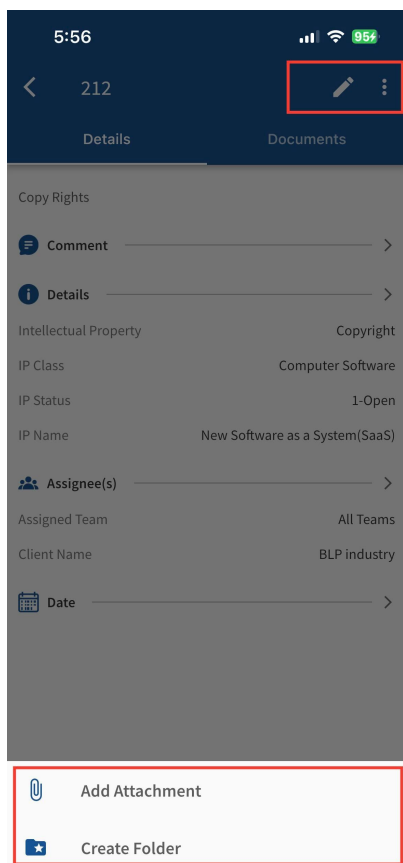 5:56
95
212
Details
Documents
Copy Rights
Comment
Details
Intellectual Property Copyright
IP Class Computer Software
IP Status 1-Open
IP Name New Software as a System(SaaS)
Assignee(s)
Assigned Team All Teams
Client Name BLP industry
Date
Add Attachment
Create Folder